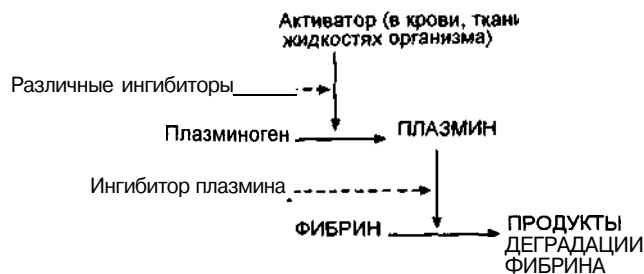 Активатор (в крови, ткани
жидкостях организма)
Различные ингибиторы
Плазминоген ПЛАЗМИН
Ингибитор плазмина
ФИБРИН ПРОДУКТЫ
ДЕГРАДАЦИИ
ФИБРИНА